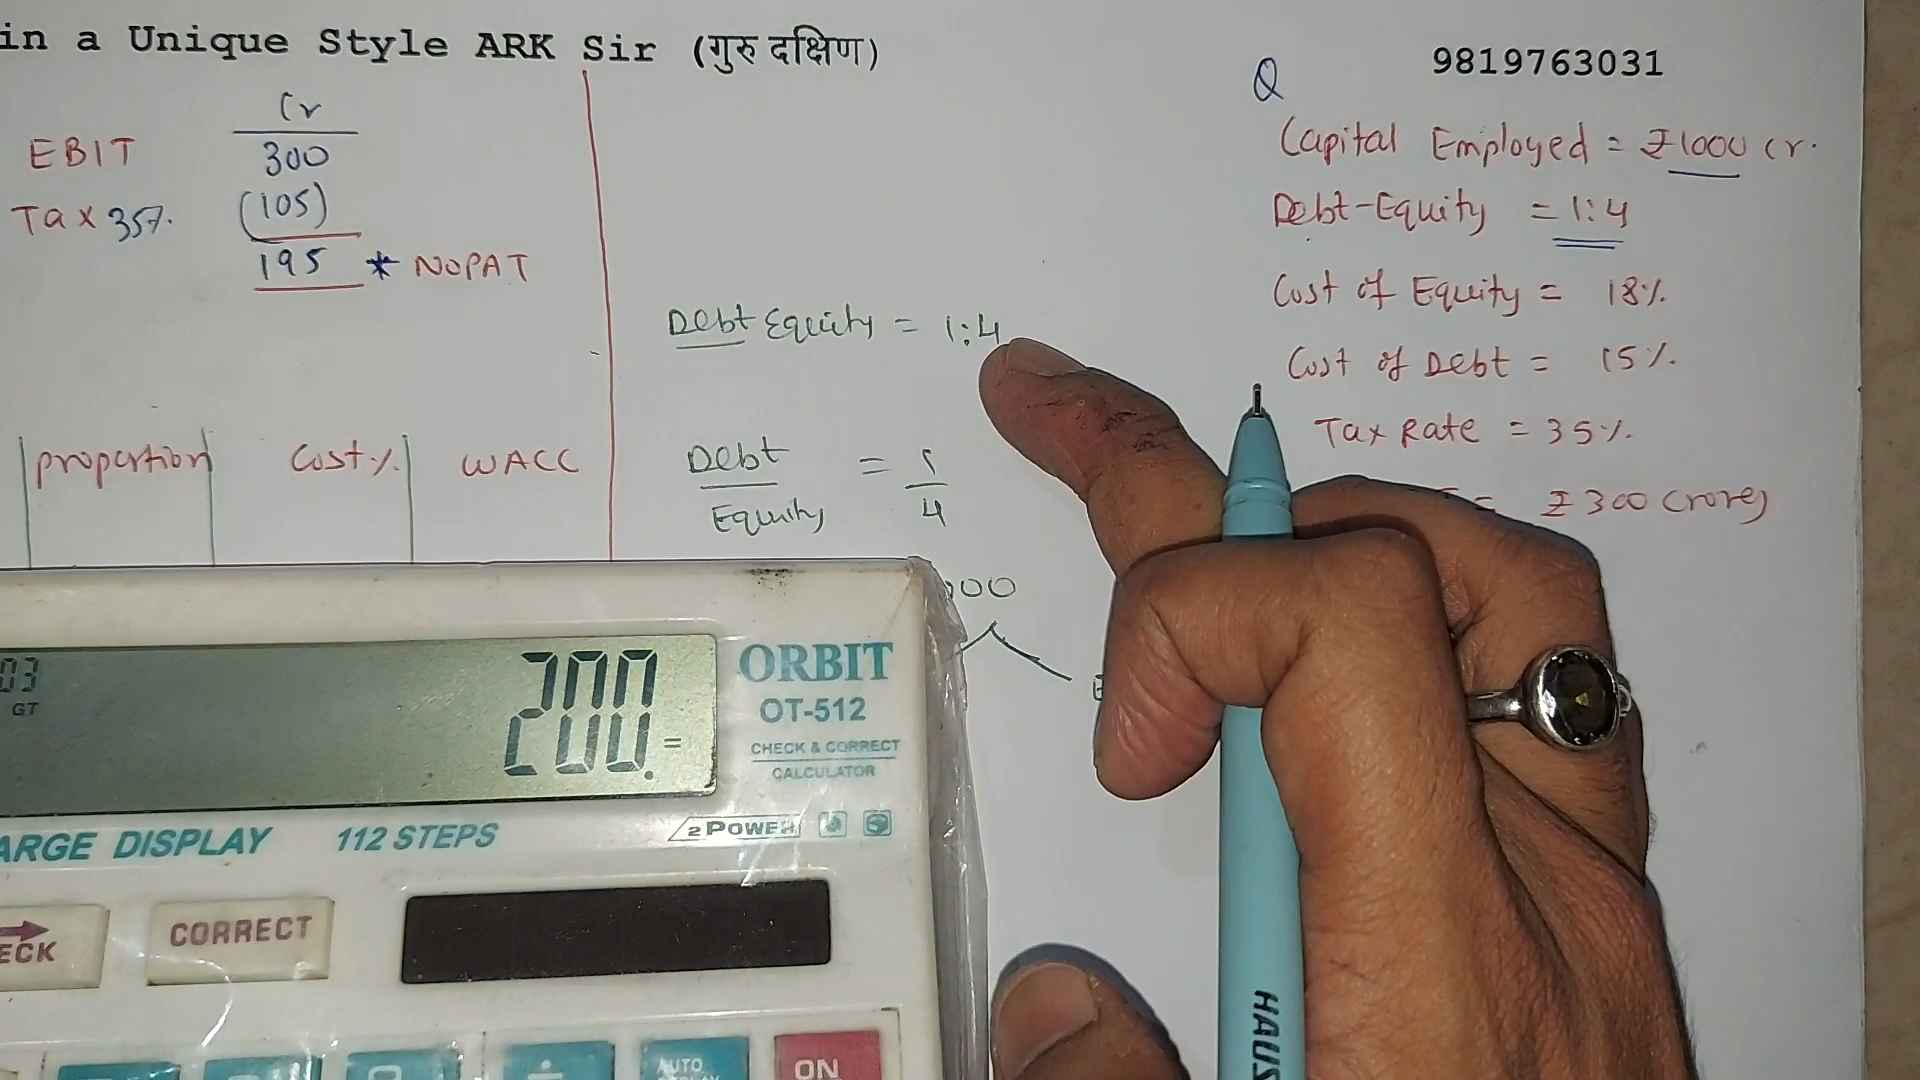 in a Unique Style ARK Sir (गुरु दक्षिण)
9819763031
Cr
EBIT 300
Tax 35%. (105)
195 * NOPAT
proportion
Cost%.
WACC
Debt Equity = 1:4
Debt = 1
Equity 4
000
Q
Capital Employed = ₹1000 cr.
Debt-Equity = 1:4
Cost of Equity = 18%.
Cost of Debt = 15%.
Tax Rate = 35%.
= ₹300 Crores
03
GT
200.
=
ORBIT
OT-512
CHECK & CORRECT
CALCULATOR
ARGE DISPLAY 112 STEPS
2 POWER
ECK
CORRECT
÷
AUTO
ON
HAUS